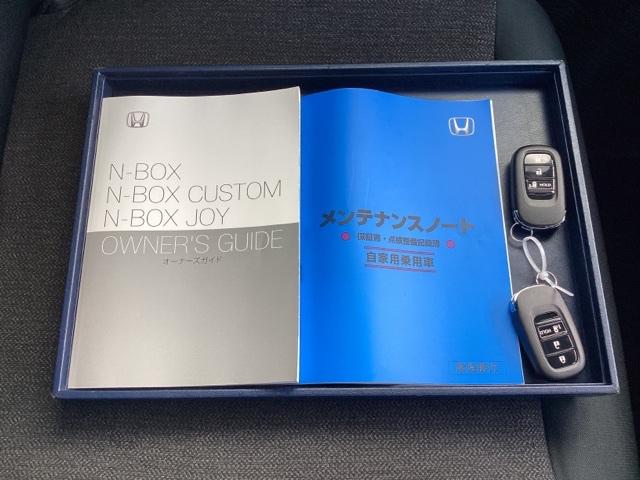 N-BOX
N-BOX CUSTOM
N-BOX JOY
OWNER'S GUIDE
オーナーズガイド
メンテナンスノート
保証書・点検整備記録簿
自家用乗用車
HOLD
HOLD